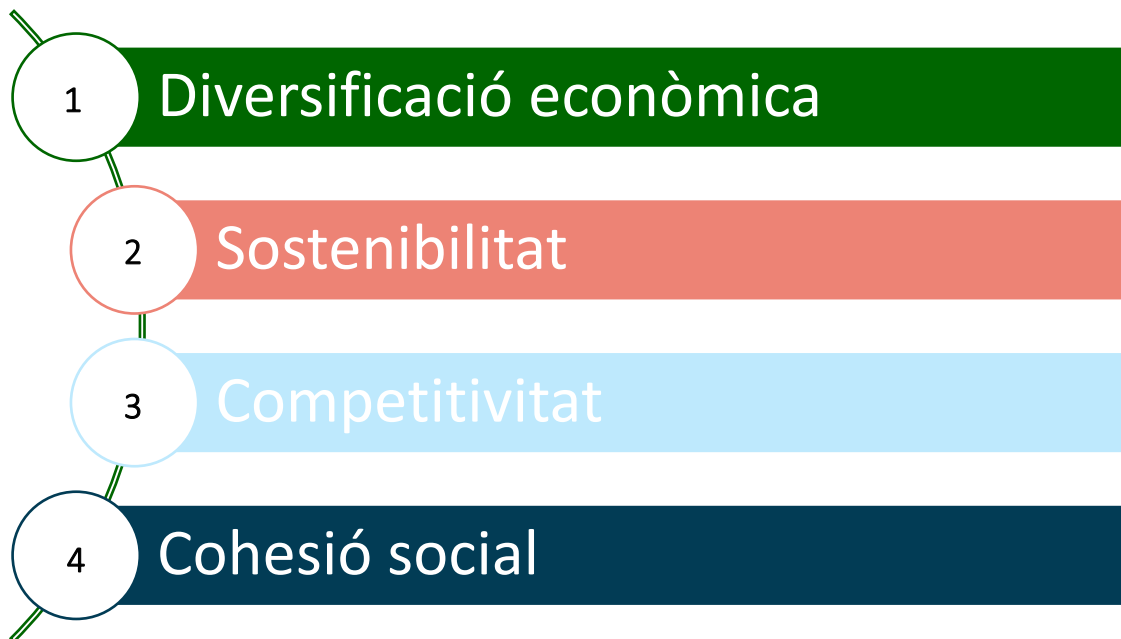 1
Diversificació econòmica
2
Sostenibilitat
3
Competitivitat
4
Cohesió social